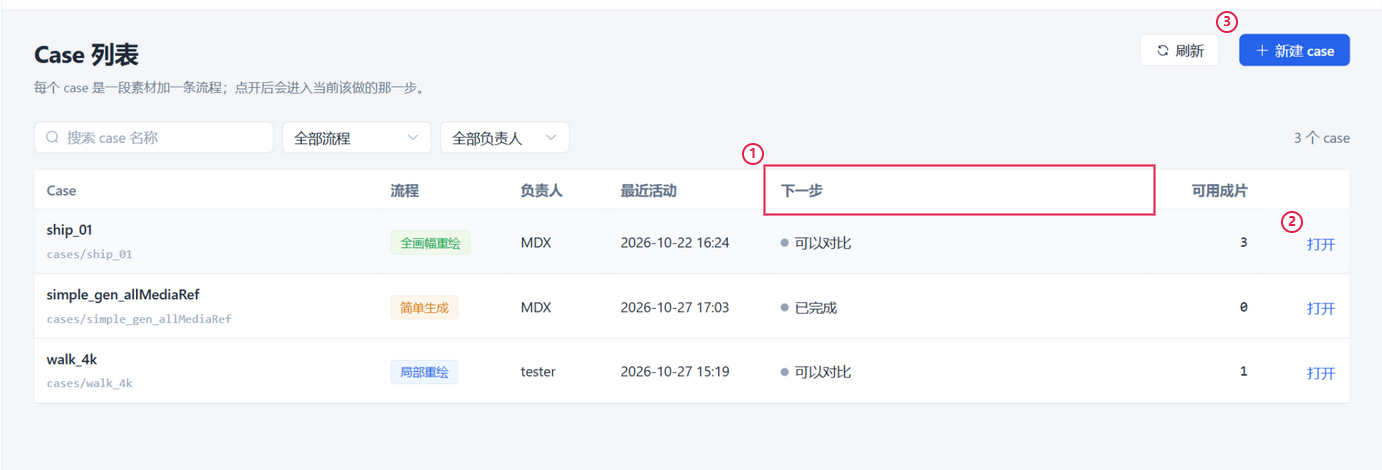 ③
Case 列表
刷新
新建 case
每个 case 是一段素材加一条流程；点开后会进入当前该做的那一步。
搜索 case 名称
全部流程
全部负责人
3 个 case
①
Case 流程 负责人 最近活动 下一步 可用成片
②
ship_01
cases/ship_01
全画幅重绘 MDX 2026-10-22 16:24 可以对比 3 打开
simple_gen_allMediaRef
cases/simple_gen_allMediaRef
简单生成 MDX 2026-10-27 17:03 已完成 0 打开
walk_4k
cases/walk_4k
局部重绘 tester 2026-10-27 15:19 可以对比 1 打开